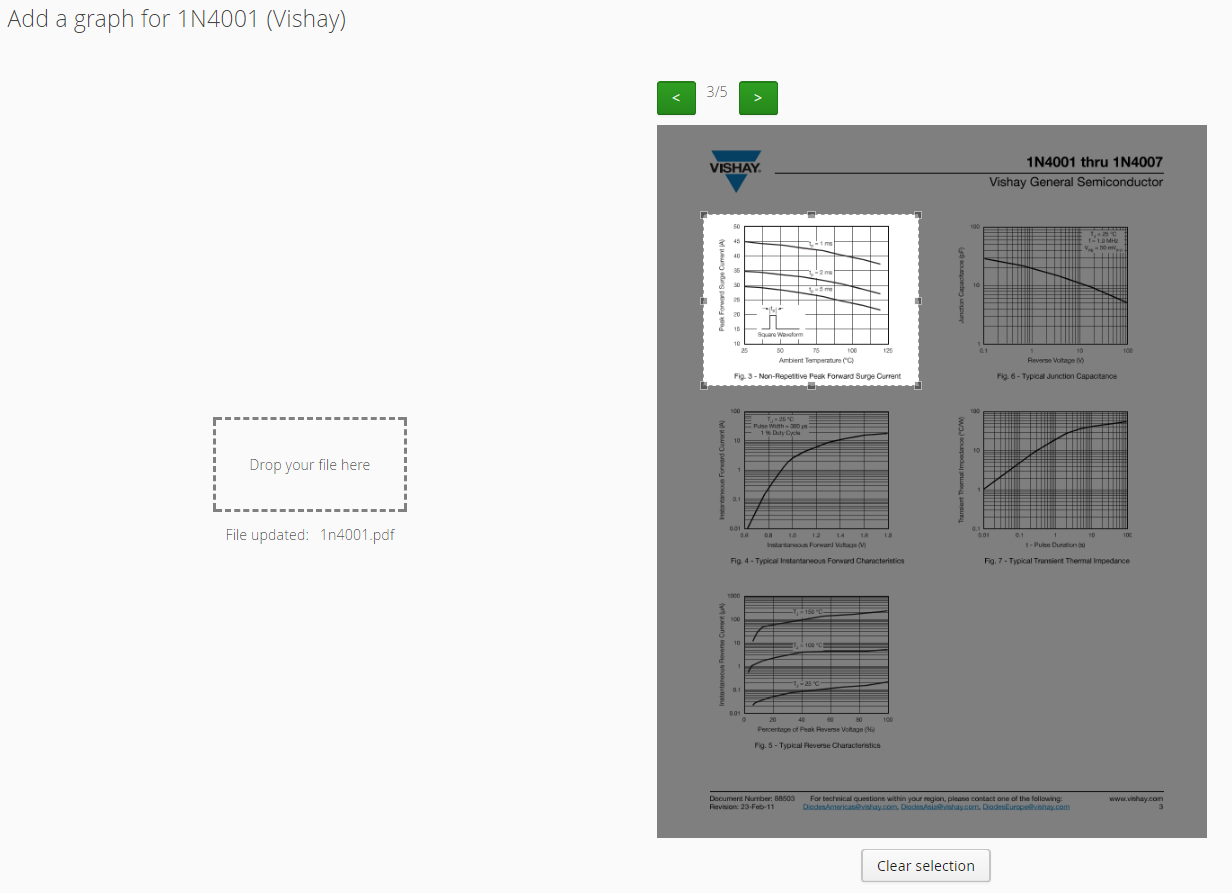 Add a graph for 1N4001 (Vishay)
< 3/5 >
VISHAY.
1N4001 thru 1N4007
Vishay General Semiconductor
Peak Forward Surge Current (A)
50
45
40
35
30
25
20
15
10
tp = 1 ms
tp = 2 ms
tp = 5 ms
tp
Square Waveform
25 50 75 100 125
Ambient Temperature (°C)
Fig. 3 - Non-Repetitive Peak Forward Surge Current
Junction Capacitance (pF)
100
10
1
TJ = 25 °C
f = 1.0 MHz
Vsig = 50 mVp-p
0.1 1 10 100
Reverse Voltage (V)
Fig. 6 - Typical Junction Capacitance
Instantaneous Forward Current (A)
100
10
1
0.1
0.01
TJ = 25 °C
Pulse Width = 300 µs
1 % Duty Cycle
0.6 0.8 1.0 1.2 1.4 1.6 1.8
Instantaneous Forward Voltage (V)
Fig. 4 - Typical Instantaneous Forward Characteristics
Transient Thermal Impedance (°C/W)
100
10
1
0.1
0.01 0.1 1 10 100
t - Pulse Duration (s)
Fig. 7 - Typical Transient Thermal Impedance
Drop your file here
File updated: 1n4001.pdf
Instantaneous Reverse Current (µA)
1000
100
10
1
0.1
0.01
TJ = 150 °C
TJ = 100 °C
TJ = 25 °C
0 20 40 60 80 100
Percentage of Peak Reverse Voltage (%)
Fig. 5 - Typical Reverse Characteristics
Document Number: 88503 For technical questions within your region, please contact one of the following: www.vishay.com
Revision: 23-Feb-11 DiodesAmericas@vishay.com, DiodesAsia@vishay.com, DiodesEurope@vishay.com 3
Clear selection